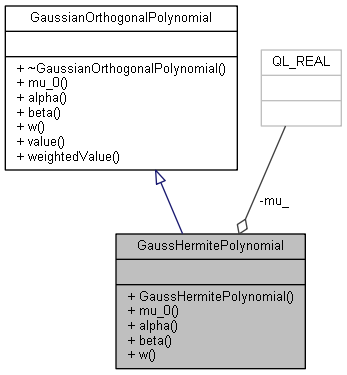 GaussianOrthogonalPolynomial
+ ~GaussianOrthogonalPolynomial()
+ mu_0()
+ alpha()
+ beta()
+ w()
+ value()
+ weightedValue()
QL_REAL
-mu_
GaussHermitePolynomial
+ GaussHermitePolynomial()
+ mu_0()
+ alpha()
+ beta()
+ w()